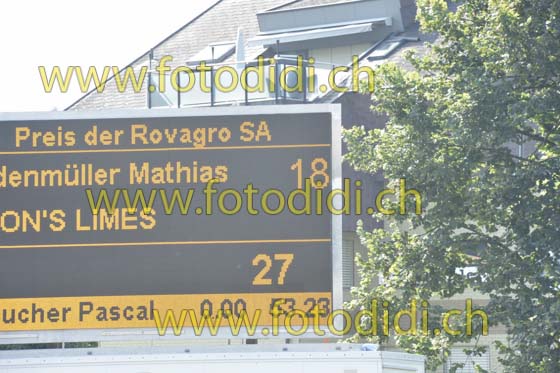 www.fotodidi.ch
Preis der Rovagro SA
denmüller Mathias 18
www.fotodidi.ch
ON'S LIMES
27
ucher Pascal 0.00 53.23
www.fotodidi.ch